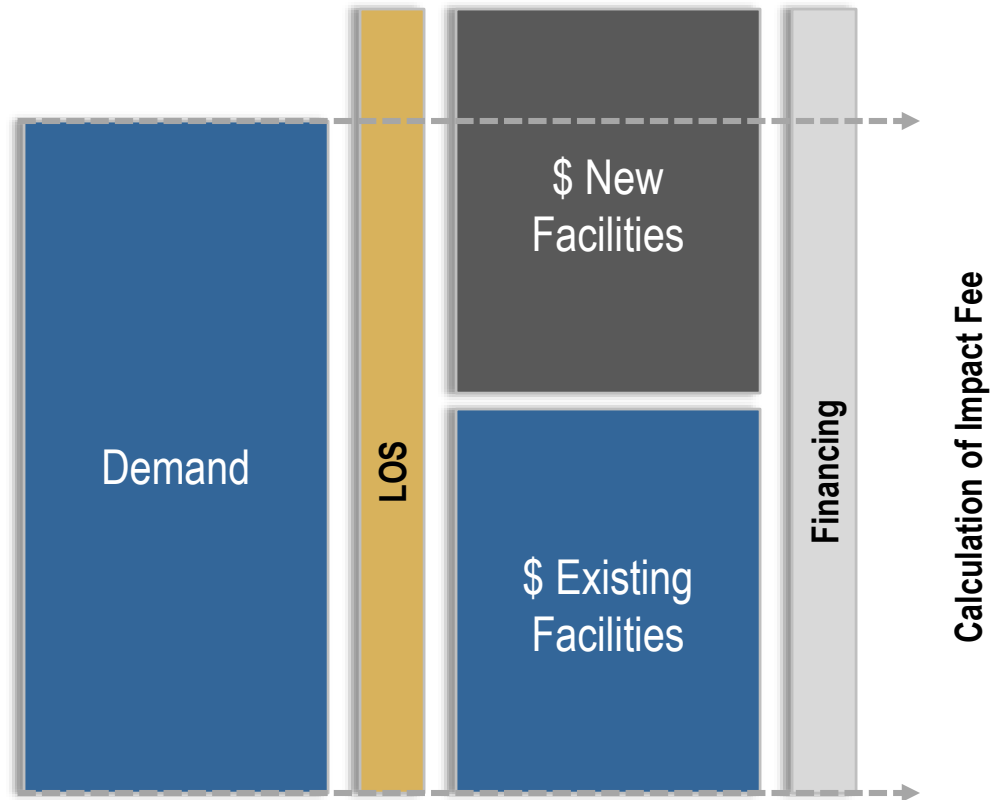 Demand
LOS
$ New
Facilities
$ Existing
Facilities
Financing
Calculation of Impact Fee